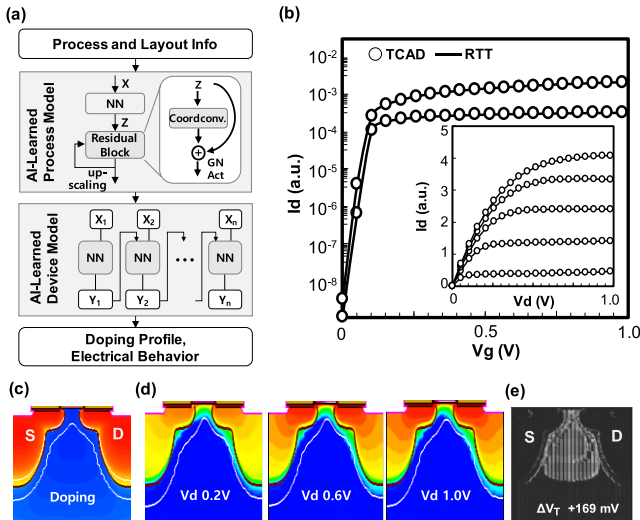 (a)
Process and Layout Info
AI-Learned
Process Model
X
NN
Z
Residual
Block
up-
scaling
Z
Coordconv.
+
GN
Act
AI-Learned
Device Model
X1 X2 Xn
NN NN ••• NN
Y1 Y2 Yn
Doping Profile,
Electrical Behavior
(b)
TCAD RTT
Id (a.u.)
10-2
10-3
10-4
10-5
10-6
10-7
10-8
0 0.5 1.0
Vg (V)
Id (a.u.)
5
4
3
2
1
0
0 1.0
Vd (V)
(c)
S D
Doping
(d)
Vd 0.2V
Vd 0.6V
Vd 1.0V
(e)
S D
ΔVT +169 mV